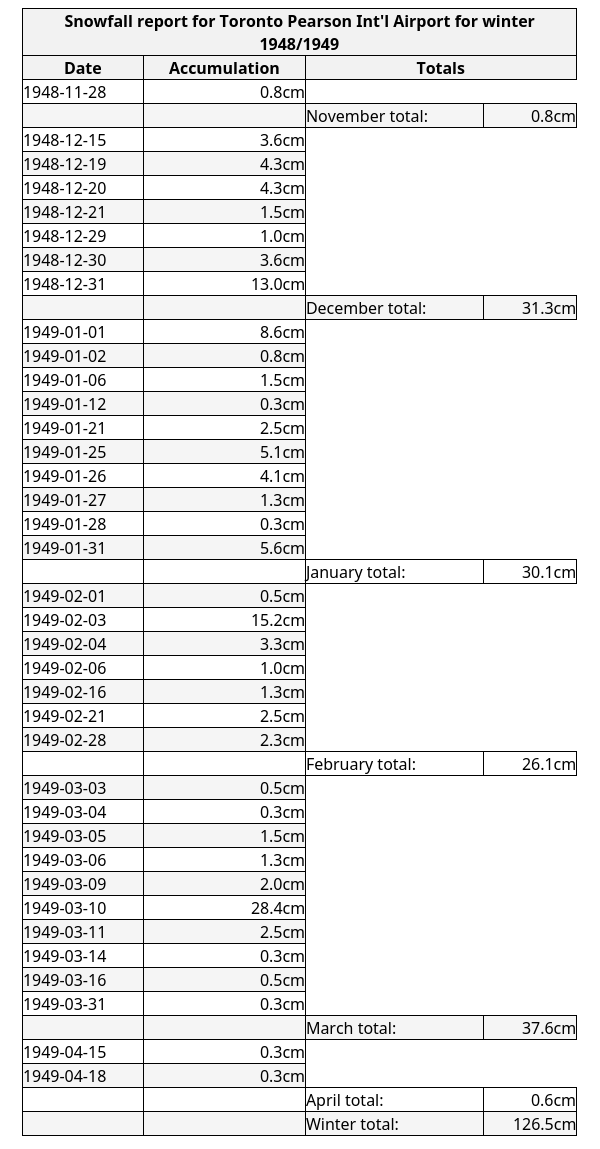 Snowfall report for Toronto Pearson Int'l Airport for winter
1948/1949
Date Accumulation Totals
1948-11-28 0.8cm
November total: 0.8cm
1948-12-15 3.6cm
1948-12-19 4.3cm
1948-12-20 4.3cm
1948-12-21 1.5cm
1948-12-29 1.0cm
1948-12-30 3.6cm
1948-12-31 13.0cm
December total: 31.3cm
1949-01-01 8.6cm
1949-01-02 0.8cm
1949-01-06 1.5cm
1949-01-12 0.3cm
1949-01-21 2.5cm
1949-01-25 5.1cm
1949-01-26 4.1cm
1949-01-27 1.3cm
1949-01-28 0.3cm
1949-01-31 5.6cm
January total: 30.1cm
1949-02-01 0.5cm
1949-02-03 15.2cm
1949-02-04 3.3cm
1949-02-06 1.0cm
1949-02-16 1.3cm
1949-02-21 2.5cm
1949-02-28 2.3cm
February total: 26.1cm
1949-03-03 0.5cm
1949-03-04 0.3cm
1949-03-05 1.5cm
1949-03-06 1.3cm
1949-03-09 2.0cm
1949-03-10 28.4cm
1949-03-11 2.5cm
1949-03-14 0.3cm
1949-03-16 0.5cm
1949-03-31 0.3cm
March total: 37.6cm
1949-04-15 0.3cm
1949-04-18 0.3cm
April total: 0.6cm
Winter total: 126.5cm